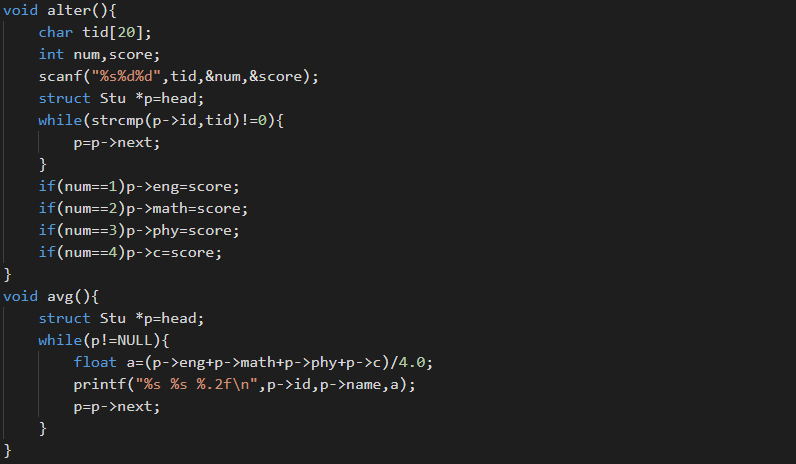 void alter(){
    char tid[20];
    int num,score;
    scanf("%s%d%d",tid,&num,&score);
    struct Stu *p=head;
    while(strcmp(p->id,tid)!=0){
        p=p->next;
    }
    if(num==1)p->eng=score;
    if(num==2)p->math=score;
    if(num==3)p->phy=score;
    if(num==4)p->c=score;
}
void avg(){
    struct Stu *p=head;
    while(p!=NULL){
        float a=(p->eng+p->math+p->phy+p->c)/4.0;
        printf("%s %s %.2f\n",p->id,p->name,a);
        p=p->next;
    }
}